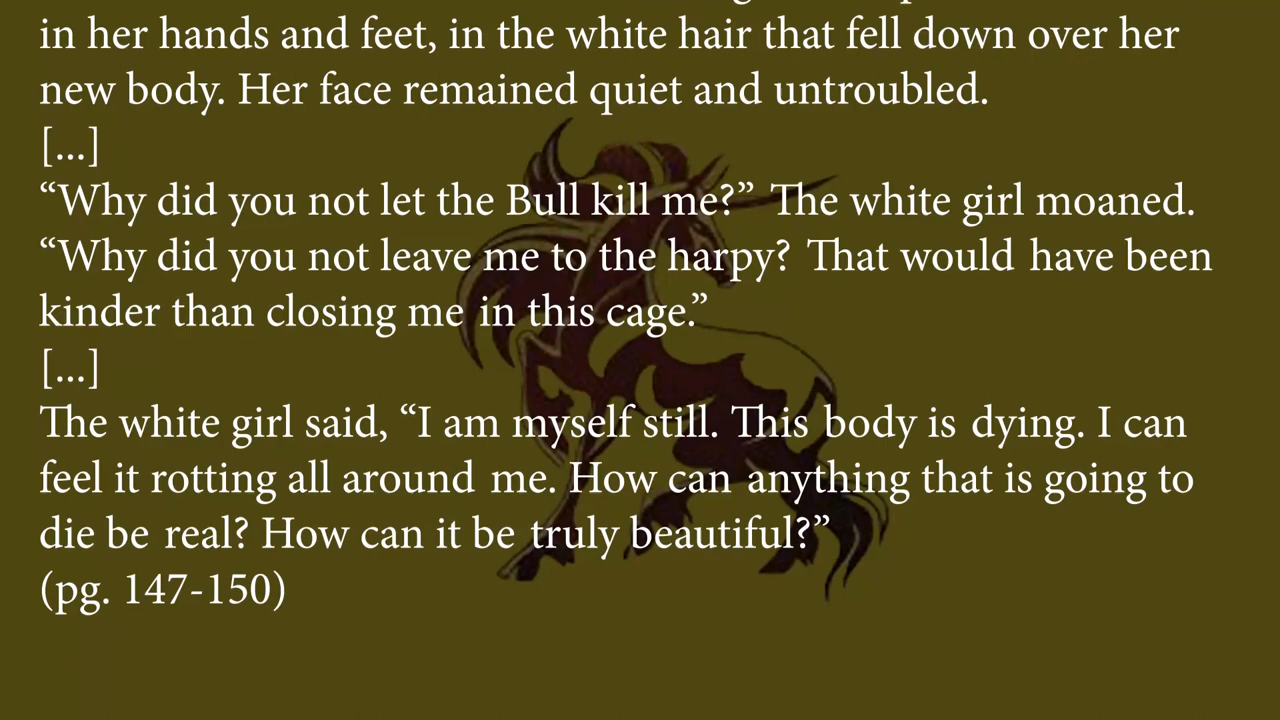 in her hands and feet, in the white hair that fell down over her
new body. Her face remained quiet and untroubled.
[...]
“Why did you not let the Bull kill me?” The white girl moaned.
“Why did you not leave me to the harpy? That would have been
kinder than closing me in this cage.”
[...]
The white girl said, “I am myself still. This body is dying. I can
feel it rotting all around me. How can anything that is going to
die be real? How can it be truly beautiful?”
(pg. 147-150)